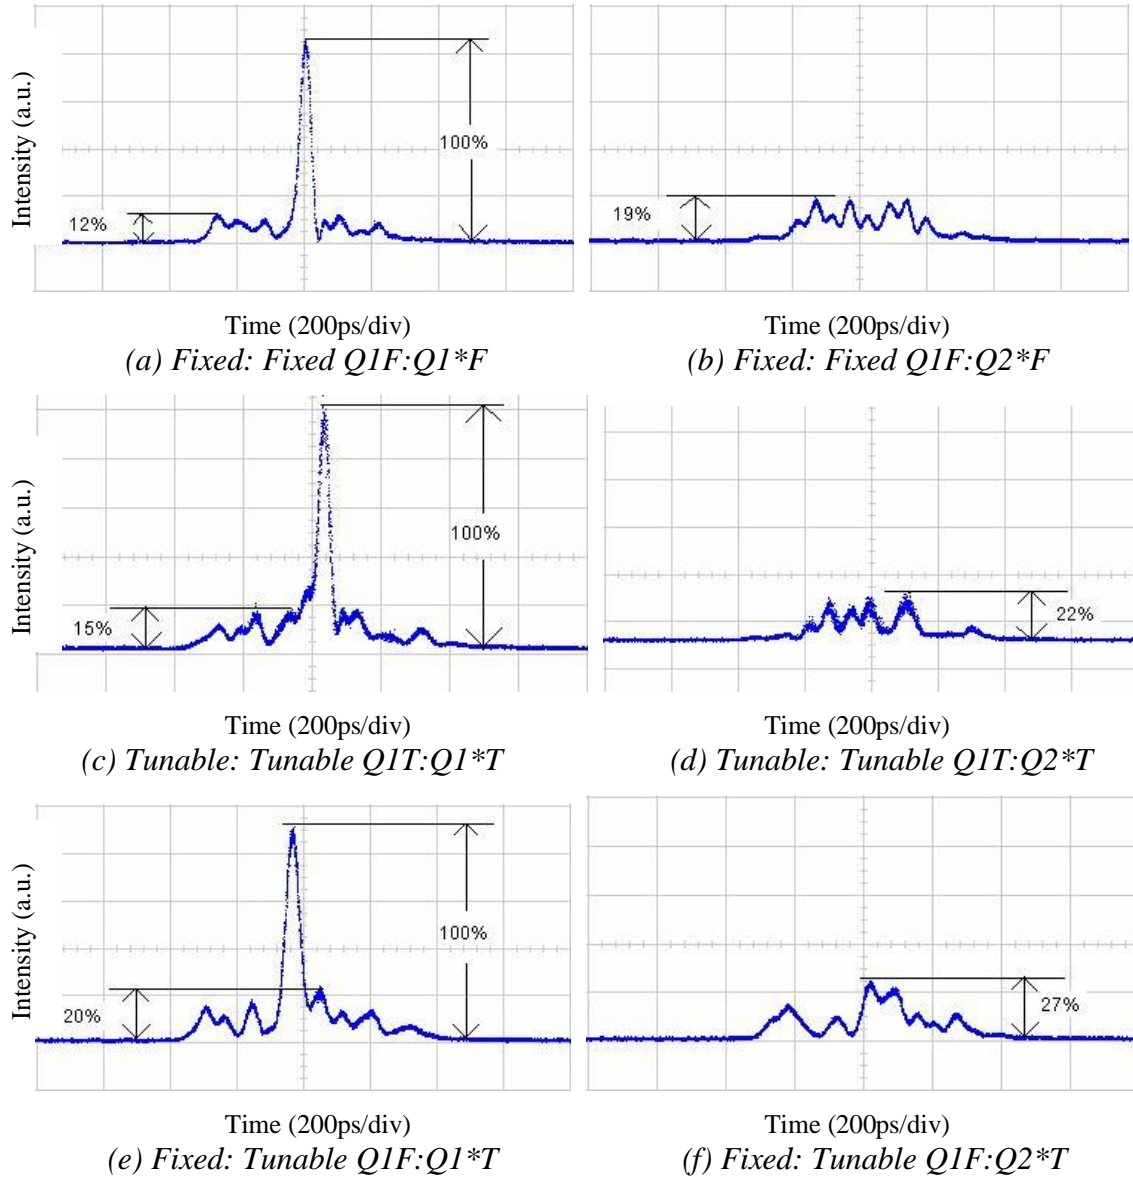 Intensity (a.u.)
100%
12%
19%
Time (200ps/div)
Time (200ps/div)
(a) Fixed: Fixed Q1F:Q1*F
(b) Fixed: Fixed Q1F:Q2*F
Intensity (a.u.)
100%
15%
22%
Time (200ps/div)
Time (200ps/div)
(c) Tunable: Tunable Q1T:Q1*T
(d) Tunable: Tunable Q1T:Q2*T
Intensity (a.u.)
100%
20%
27%
Time (200ps/div)
Time (200ps/div)
(e) Fixed: Tunable Q1F:Q1*T
(f) Fixed: Tunable Q1F:Q2*T